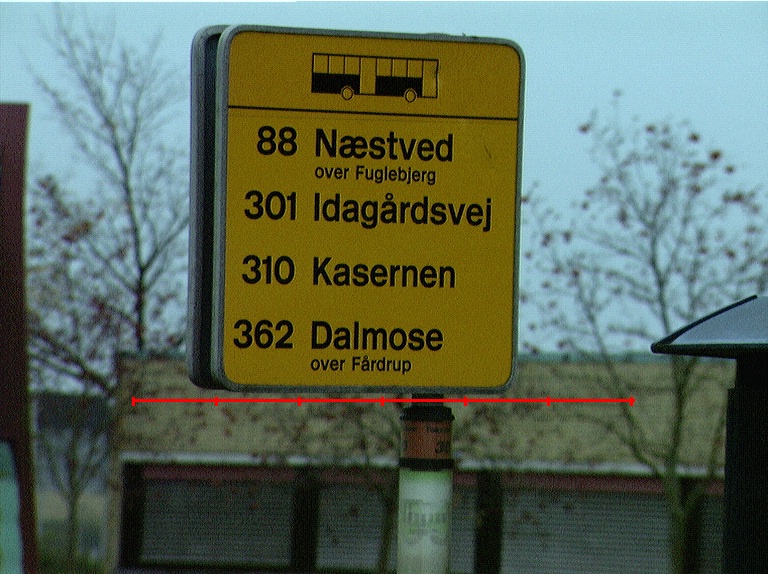 88 Næstved
over Fuglebjerg
301 Idagårdsvej
310 Kasernen
362 Dalmose
over Fårdrup